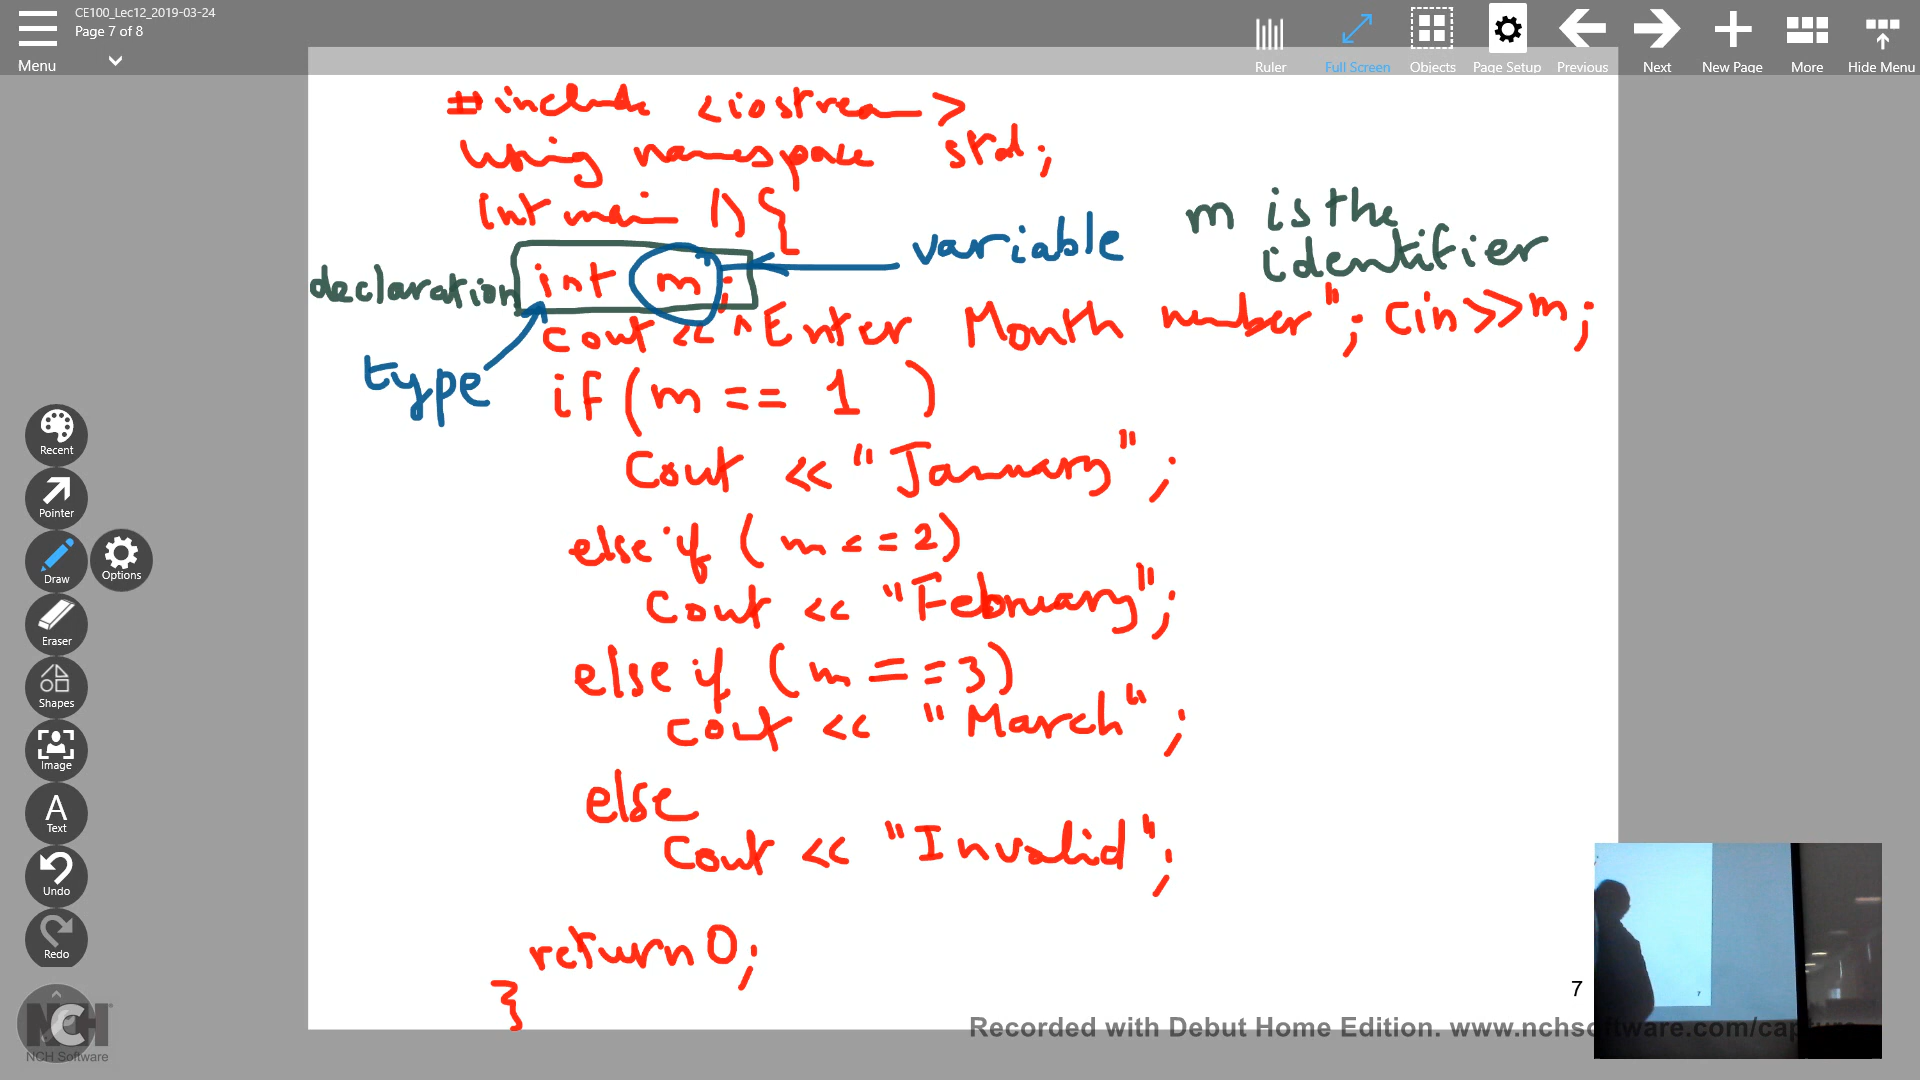 CE100_Lec12_2019-03-24
Page 7 of 8
Menu
Ruler
Full Screen
Objects
Page Setup
Previous
Next
New Page
More
Hide Menu
#include <iostream>
using namespace std;
int main () {
m is the
identifier
variable
declaration
int m;
cout << "Enter Month number"; cin>>m;
type
if (m == 1 )
cout << "January";
else if (m <= 2)
cout << "February";
else if (m == 3)
cout << "March";
else
cout << "Invalid";
return 0;
}
Recent
Pointer
Draw
Options
Eraser
Shapes
Image
A
Text
Undo
Redo
NCH
NCH Software
7
Recorded with Debut Home Edition. www.nchsoftware.com/capture